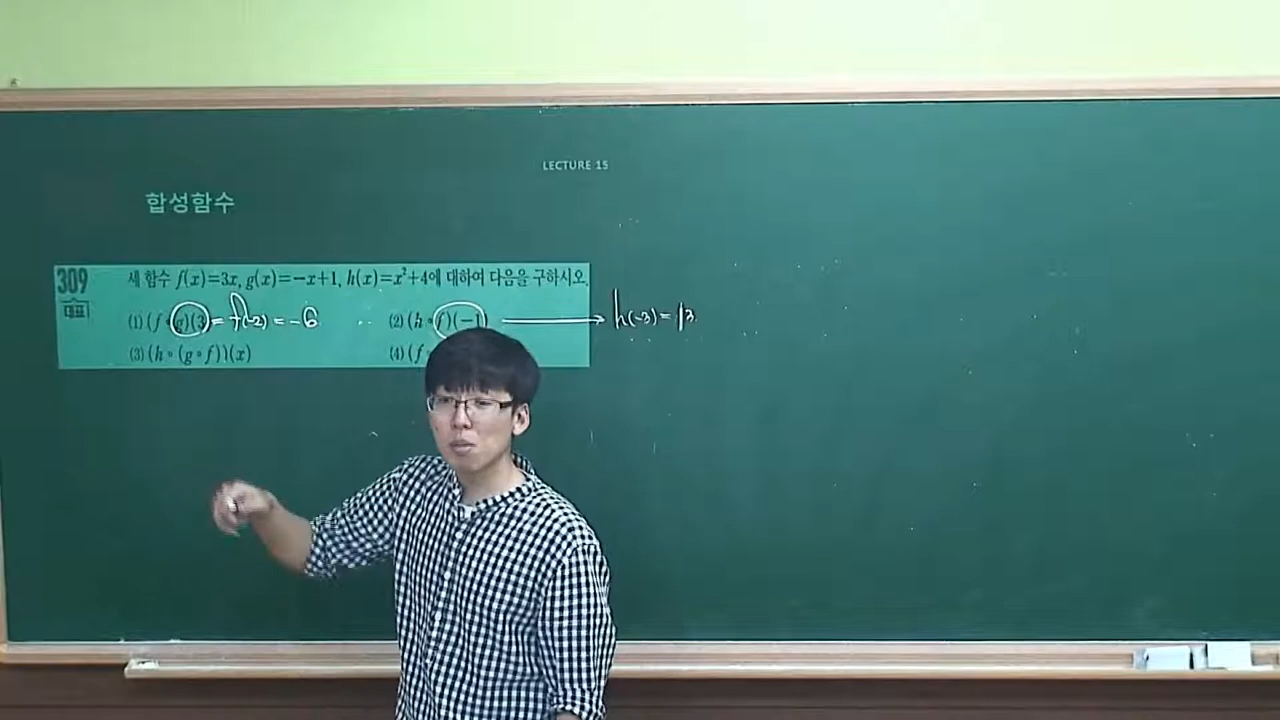 LECTURE 15
합성함수
309
대표
세 함수 f(x)=3x, g(x)=−x+1, h(x)=x²+4에 대하여 다음을 구하시오.
(1) (f∘g)(3) = f(-2) = -6 (2) (h∘f)(−1) → h(-3) = 13
(3) (h∘(g∘f))(x) (4) (f∘